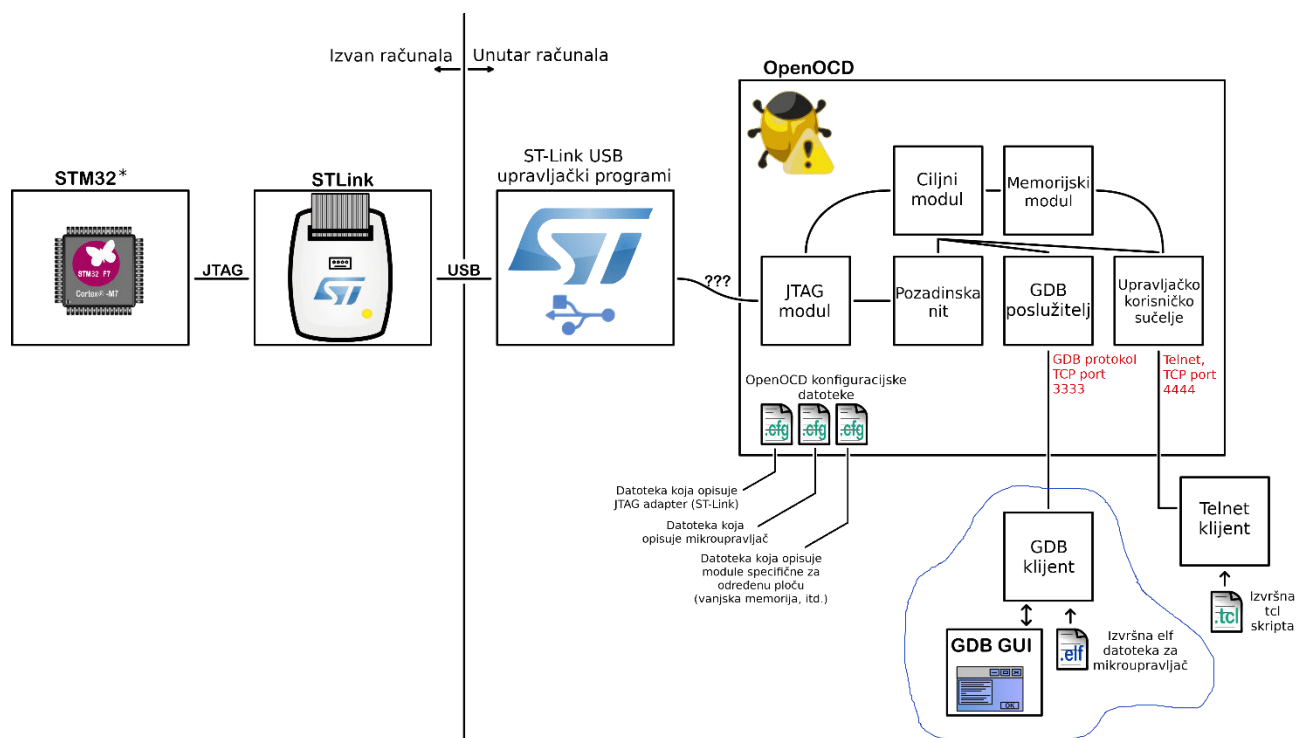 Izvan računala
Unutar računala
OpenOCD
STM32*
STM32 F7
Cortex® -M7
JTAG
STLink
ST
USB
ST-Link USB
upravljački programi
ST
???
JTAG
modul
Ciljni
modul
Memorijski
modul
Pozadinska
nit
GDB
poslužitelj
Upravljačko
korisničko
sučelje
GDB protokol
TCP port
3333
Telnet,
TCP port
4444
OpenOCD konfiguracijske
datoteke
.cfg
.cfg
.cfg
Datoteka koja opisuje
JTAG adapter (ST-Link)
Datoteka koja
opisuje mikroupravljač
Datoteka koja opisuje
module specifične za
određenu ploču
(vanjska memorija, itd.)
GDB
klijent
Telnet
klijent
.tcl
Izvršna
tcl
skripta
GDB GUI
OK
.elf
Izvršna elf
datoteka za
mikroupravljač